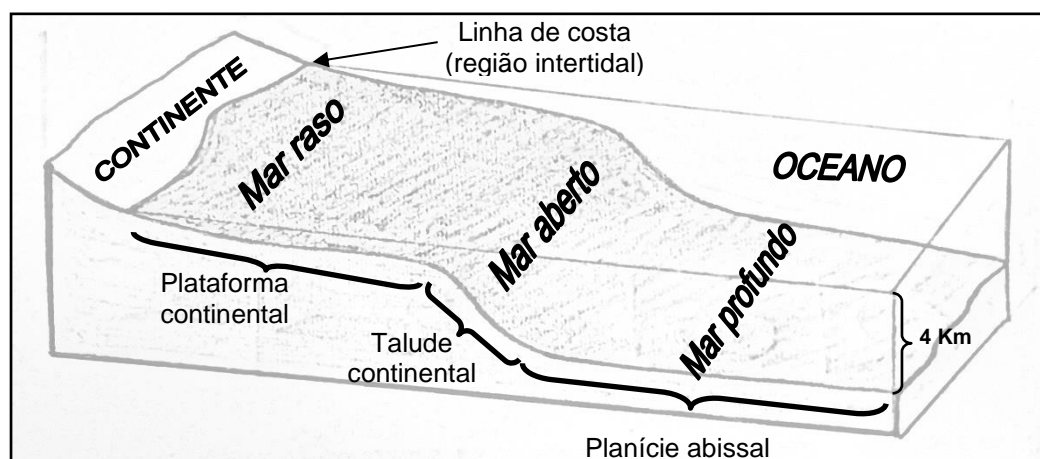 Linha de costa
(região intertidal)
CONTINENTE
Mar raso
Mar aberto
OCEANO
Mar profundo
Plataforma
continental
Talude
continental
4 Km
Planície abissal